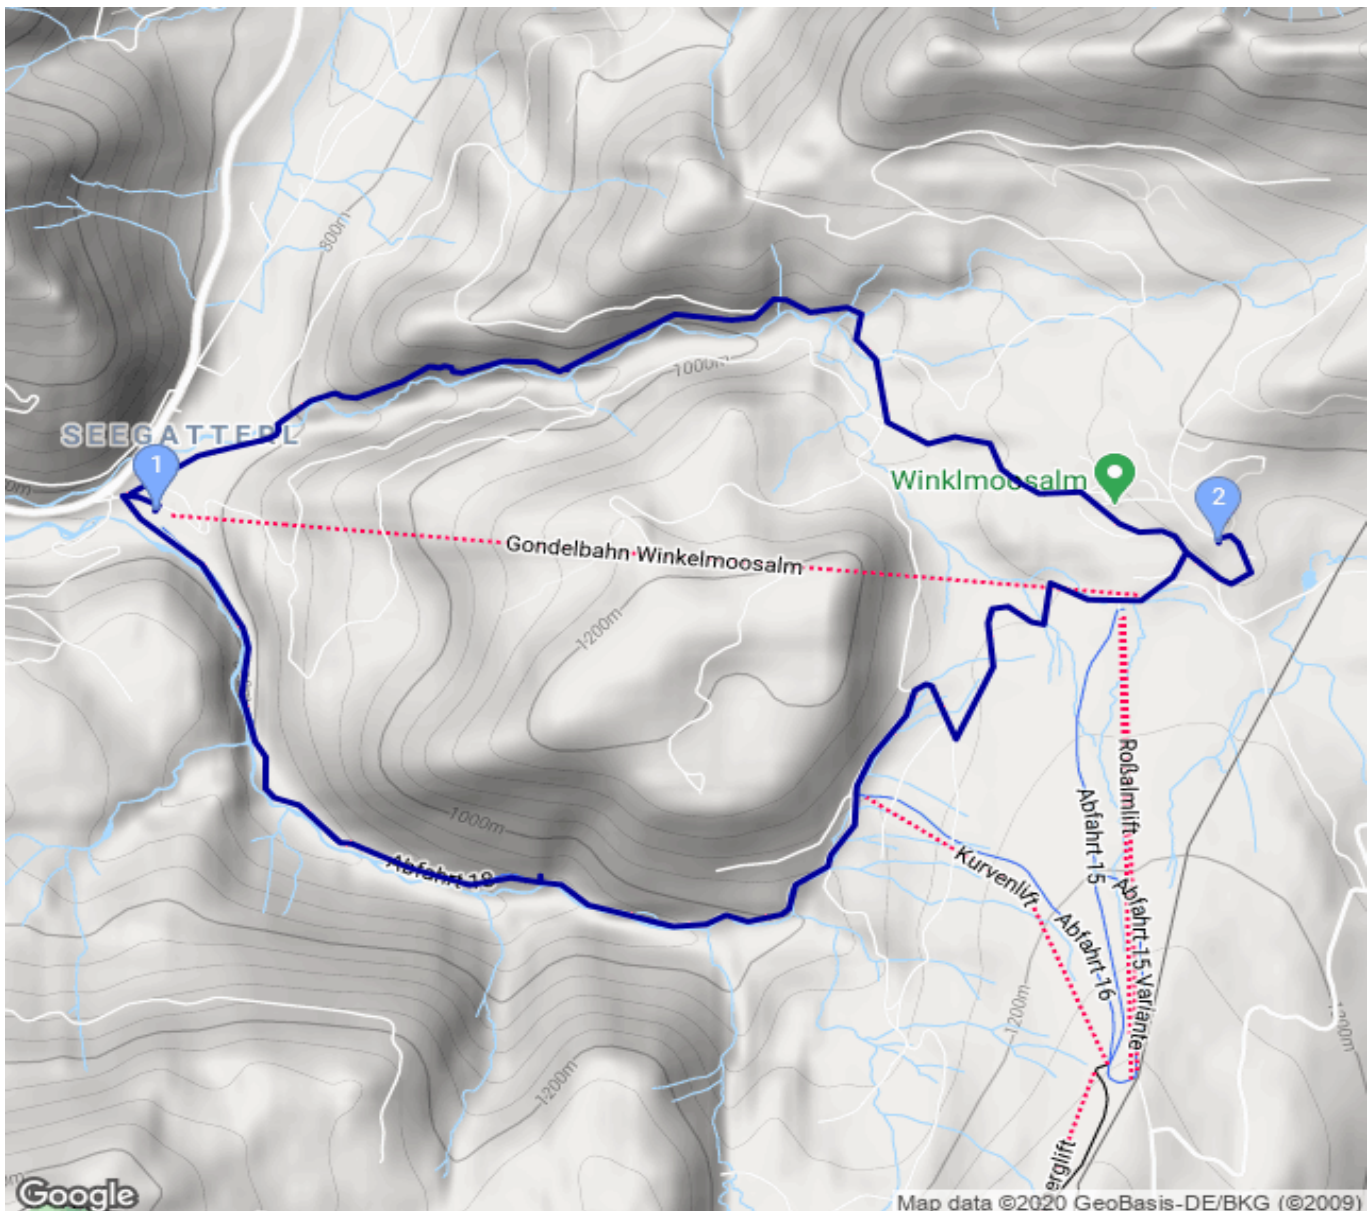 800m
1000m
SEEGATTERL
1
Winklmoosalm
2
Gondelbahn Winkelmoosalm
1200m
Roßalmlift
Abfahrt-15
1000m
Abfahrt-18
Kurvenlift
Abfahrt-15-Variante
Abfahrt-16
1200m
1200m
1200m
Google
Map data ©2020 GeoBasis-DE/BKG (©2009)